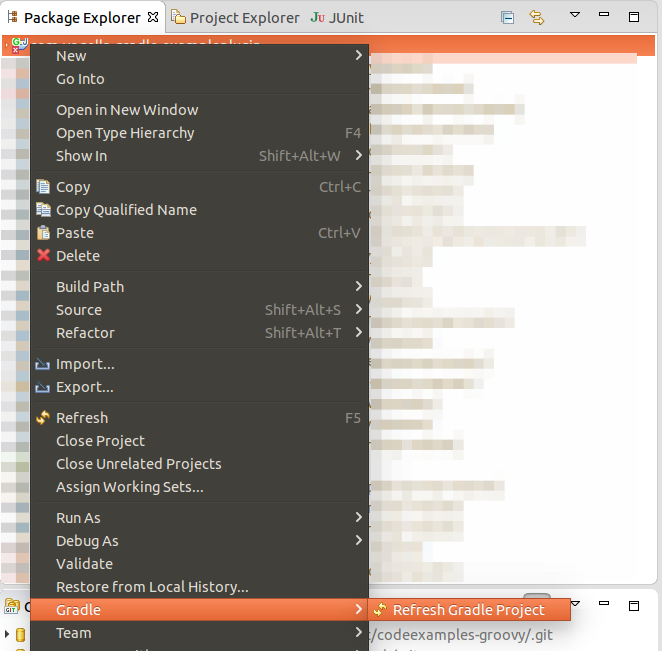 Package Explorer
Project Explorer
JU JUnit
New
Go Into
Open in New Window
Open Type Hierarchy F4
Show In Shift+Alt+W
Copy Ctrl+C
Copy Qualified Name
Paste Ctrl+V
Delete
Build Path
Source Shift+Alt+S
Refactor Shift+Alt+T
Import...
Export...
Refresh F5
Close Project
Close Unrelated Projects
Assign Working Sets...
Run As
Debug As
Validate
Restore from Local History...
Gradle
Refresh Gradle Project
GIT
Team
/codeexamples-groovy/.git